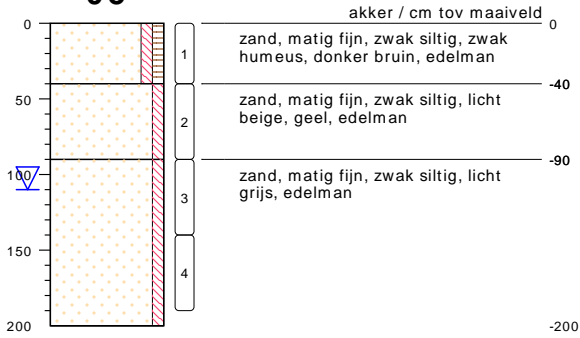 akker / cm tov maaiveld
0
0
zand, matig fijn, zwak siltig, zwak
humeus, donker bruin, edelman
1
-40
50
zand, matig fijn, zwak siltig, licht
beige, geel, edelman
2
-90
100
zand, matig fijn, zwak siltig, licht
grijs, edelman
3
150
4
200
-200